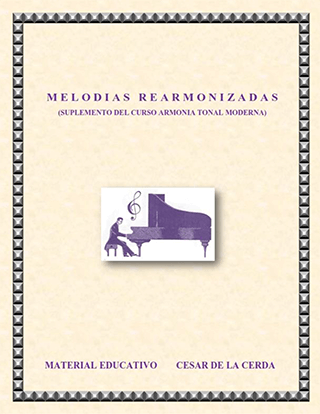 MELODIAS REARMONIZADAS
(SUPLEMENTO DEL CURSO ARMONIA TONAL MODERNA)
MATERIAL EDUCATIVO CESAR DE LA CERDA